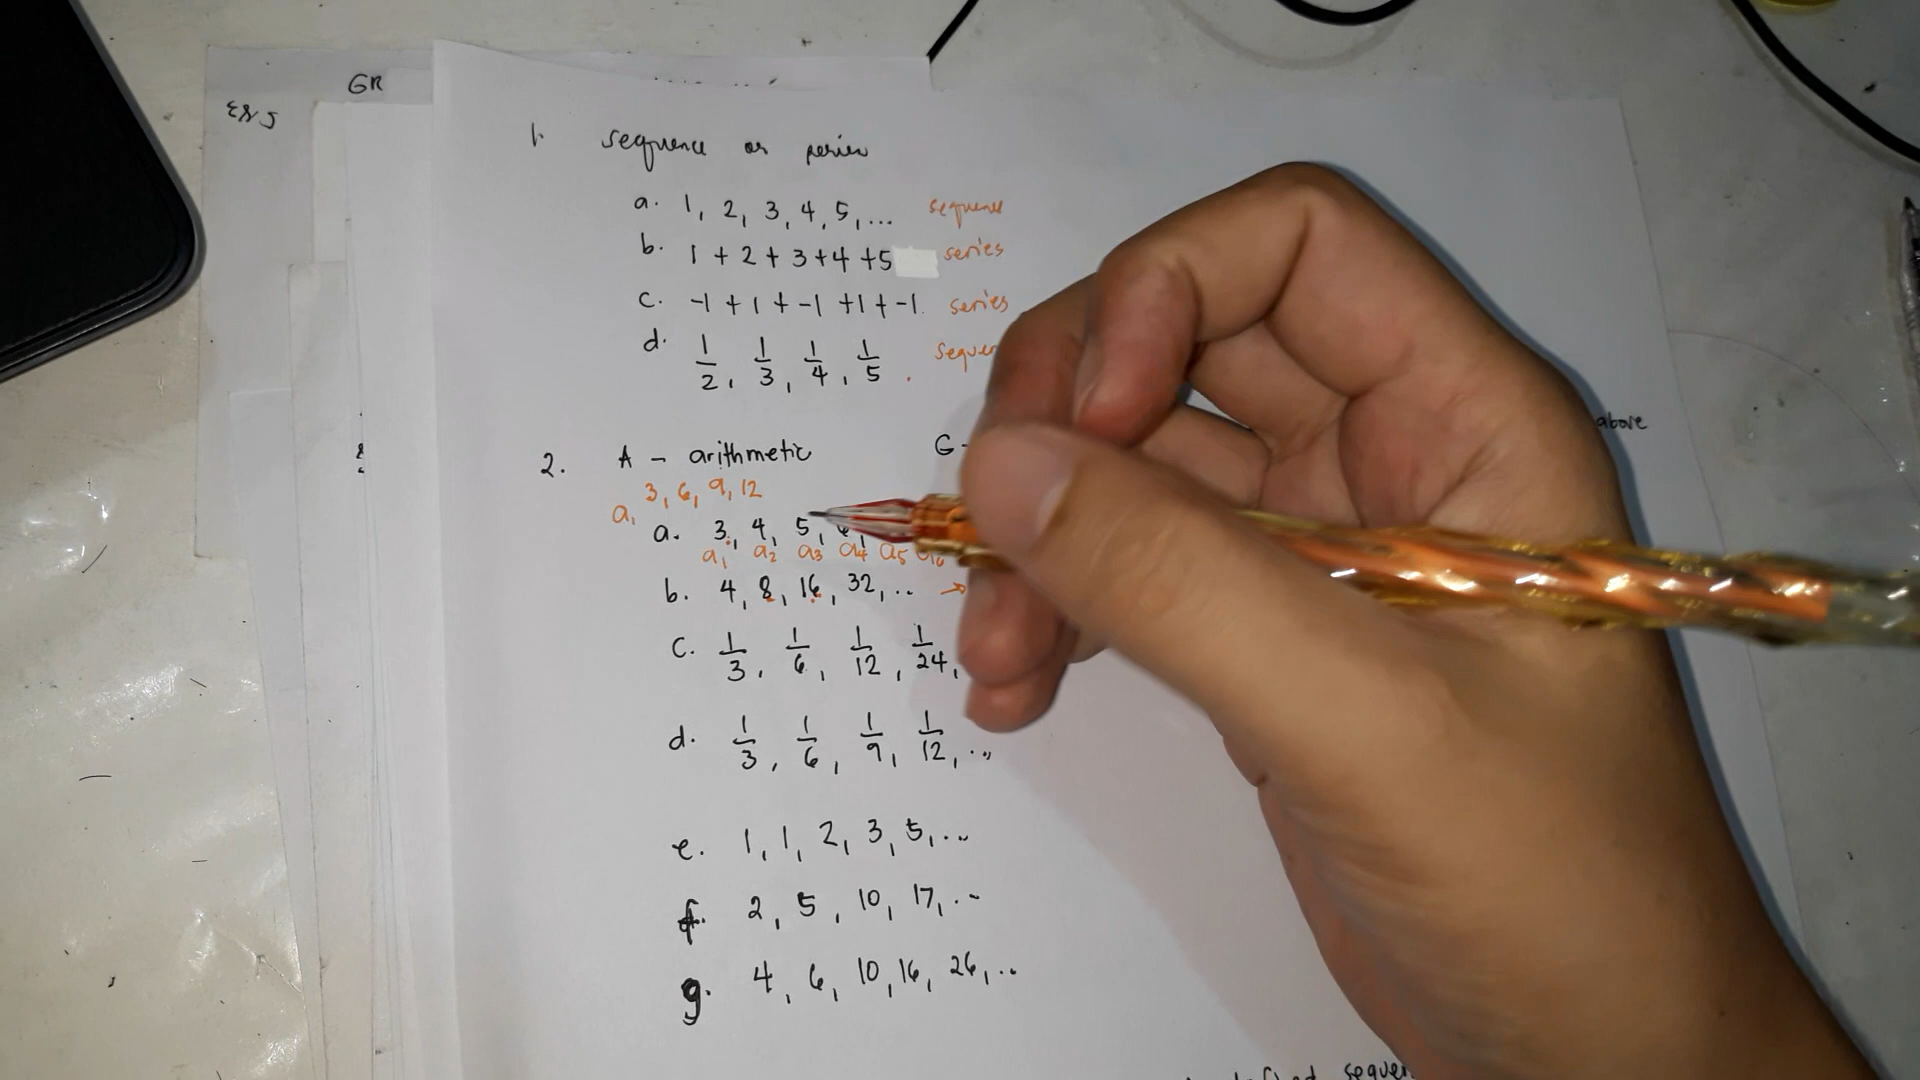 GR
1. sequence or series
a. 1, 2, 3, 4, 5, ... sequence
b. 1 + 2 + 3 + 4 + 5 series
c. -1 + 1 + -1 + 1 + -1 series
d. 1/2, 1/3, 1/4, 1/5
2. A - arithmetic G - above
3, 6, 9, 12
a. 3, 4, 5,
a1 a2 a3 a4 a5
b. 4, 8, 16, 32, .. →
c. 1/3, 1/6, 1/12, 1/24,
d. 1/3, 1/6, 1/9, 1/12, ...
e. 1, 1, 2, 3, 5, ...
f. 2, 5, 10, 17, ...
g. 4, 6, 10, 16, 26, ...